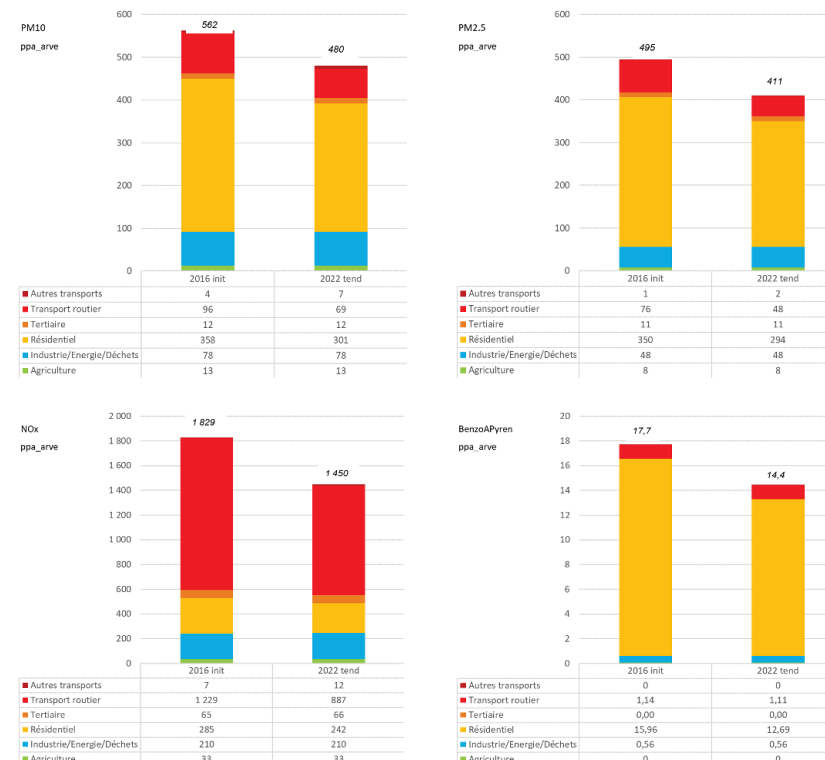 PM10
ppa_arve
600
500
400
300
200
100
0
562
480
2016 init
2022 tend
Autres transports 4 7
Transport routier 96 69
Tertiaire 12 12
Résidentiel 358 301
Industrie/Energie/Déchets 78 78
Agriculture 13 13
PM2.5
ppa_arve
600
500
400
300
200
100
0
495
411
2016 init
2022 tend
Autres transports 1 2
Transport routier 76 48
Tertiaire 11 11
Résidentiel 350 294
Industrie/Energie/Déchets 48 48
Agriculture 8 8
NOx
ppa_arve
2 000
1 800
1 600
1 400
1 200
1 000
800
600
400
200
0
1 829
1 450
2016 init
2022 tend
Autres transports 7 12
Transport routier 1 229 887
Tertiaire 65 66
Résidentiel 285 242
Industrie/Energie/Déchets 210 210
Agriculture 33 33
BenzoAPyren
ppa_arve
20
18
16
14
12
10
8
6
4
2
0
17,7
14,4
2016 init
2022 tend
Autres transports 0 0
Transport routier 1,14 1,11
Tertiaire 0,00 0,00
Résidentiel 15,96 12,69
Industrie/Energie/Déchets 0,56 0,56
Agriculture 0 0